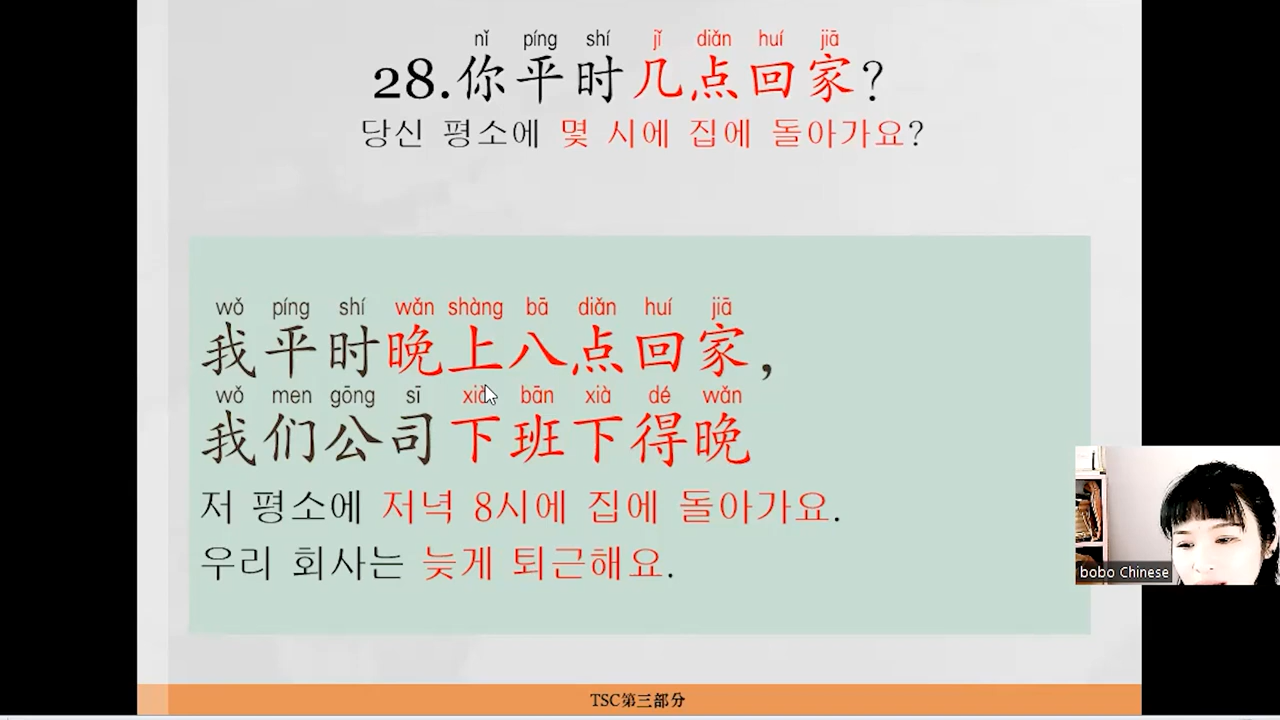 nǐ píng shí jǐ diǎn huí jiā
28.你平时几点回家?
당신 평소에 몇 시에 집에 돌아가요?
wǒ píng shí wǎn shàng bā diǎn huí jiā
我平时晚上八点回家，
wǒ men gōng sī xià bān xià dé wǎn
我们公司下班下得晚
저 평소에 저녁 8시에 집에 돌아가요.
우리 회사는 늦게 퇴근해요.
bobo Chinese
TSC第三部分